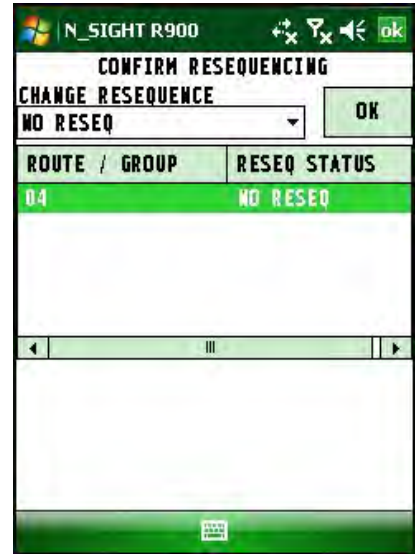 N_SIGHT R900 ok
CONFIRM RESEQUENCING
CHANGE RESEQUENCE
NO RESEQ
OK
ROUTE / GROUP RESEQ STATUS
04 NO RESEQ